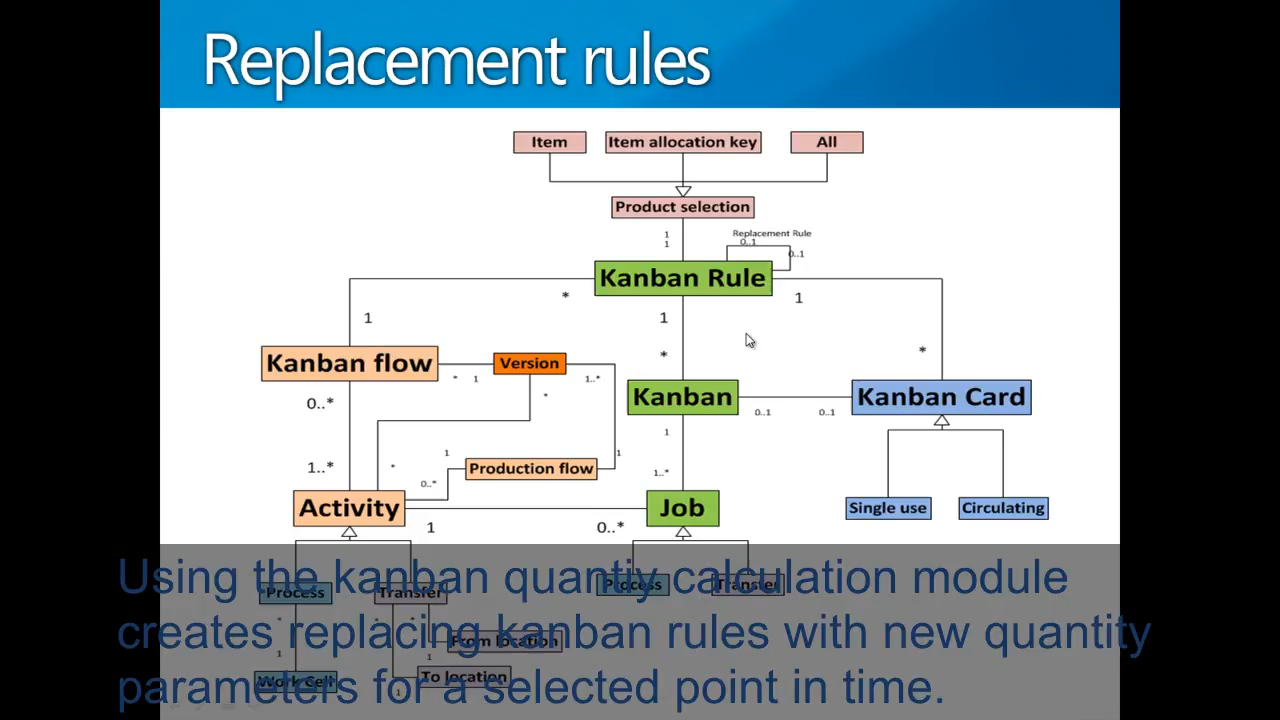 Replacement rules
Item
Item allocation key
All
Product selection
1
1
Replacement Rule
0..1
0..1
Kanban Rule
*
1
1
1
*
*
Kanban flow
Version
*
1
1..*
*
Kanban
Kanban Card
0..1
0..1
0..*
1..*
*
1
Production flow
1
0..*
1
1..*
Activity
1
0..*
Job
Single use
Circulating
Process
Transfer
Process
Transfer
*
*
1
From location
1
Work Cell
To location
1
Using the kanban quantiy calculation module
creates replacing kanban rules with new quantity
parameters for a selected point in time.